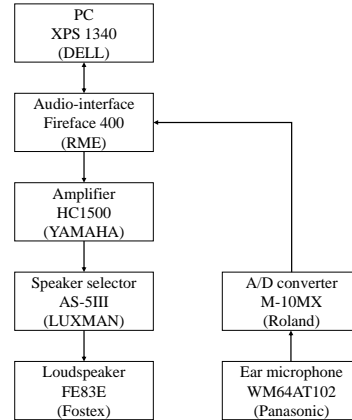 PC
XPS 1340
(DELL)
Audio-interface
Fireface 400
(RME)
Amplifier
HC1500
(YAMAHA)
Speaker selector
AS-5III
(LUXMAN)
Loudspeaker
FE83E
(Fostex)
A/D converter
M-10MX
(Roland)
Ear microphone
WM64AT102
(Panasonic)